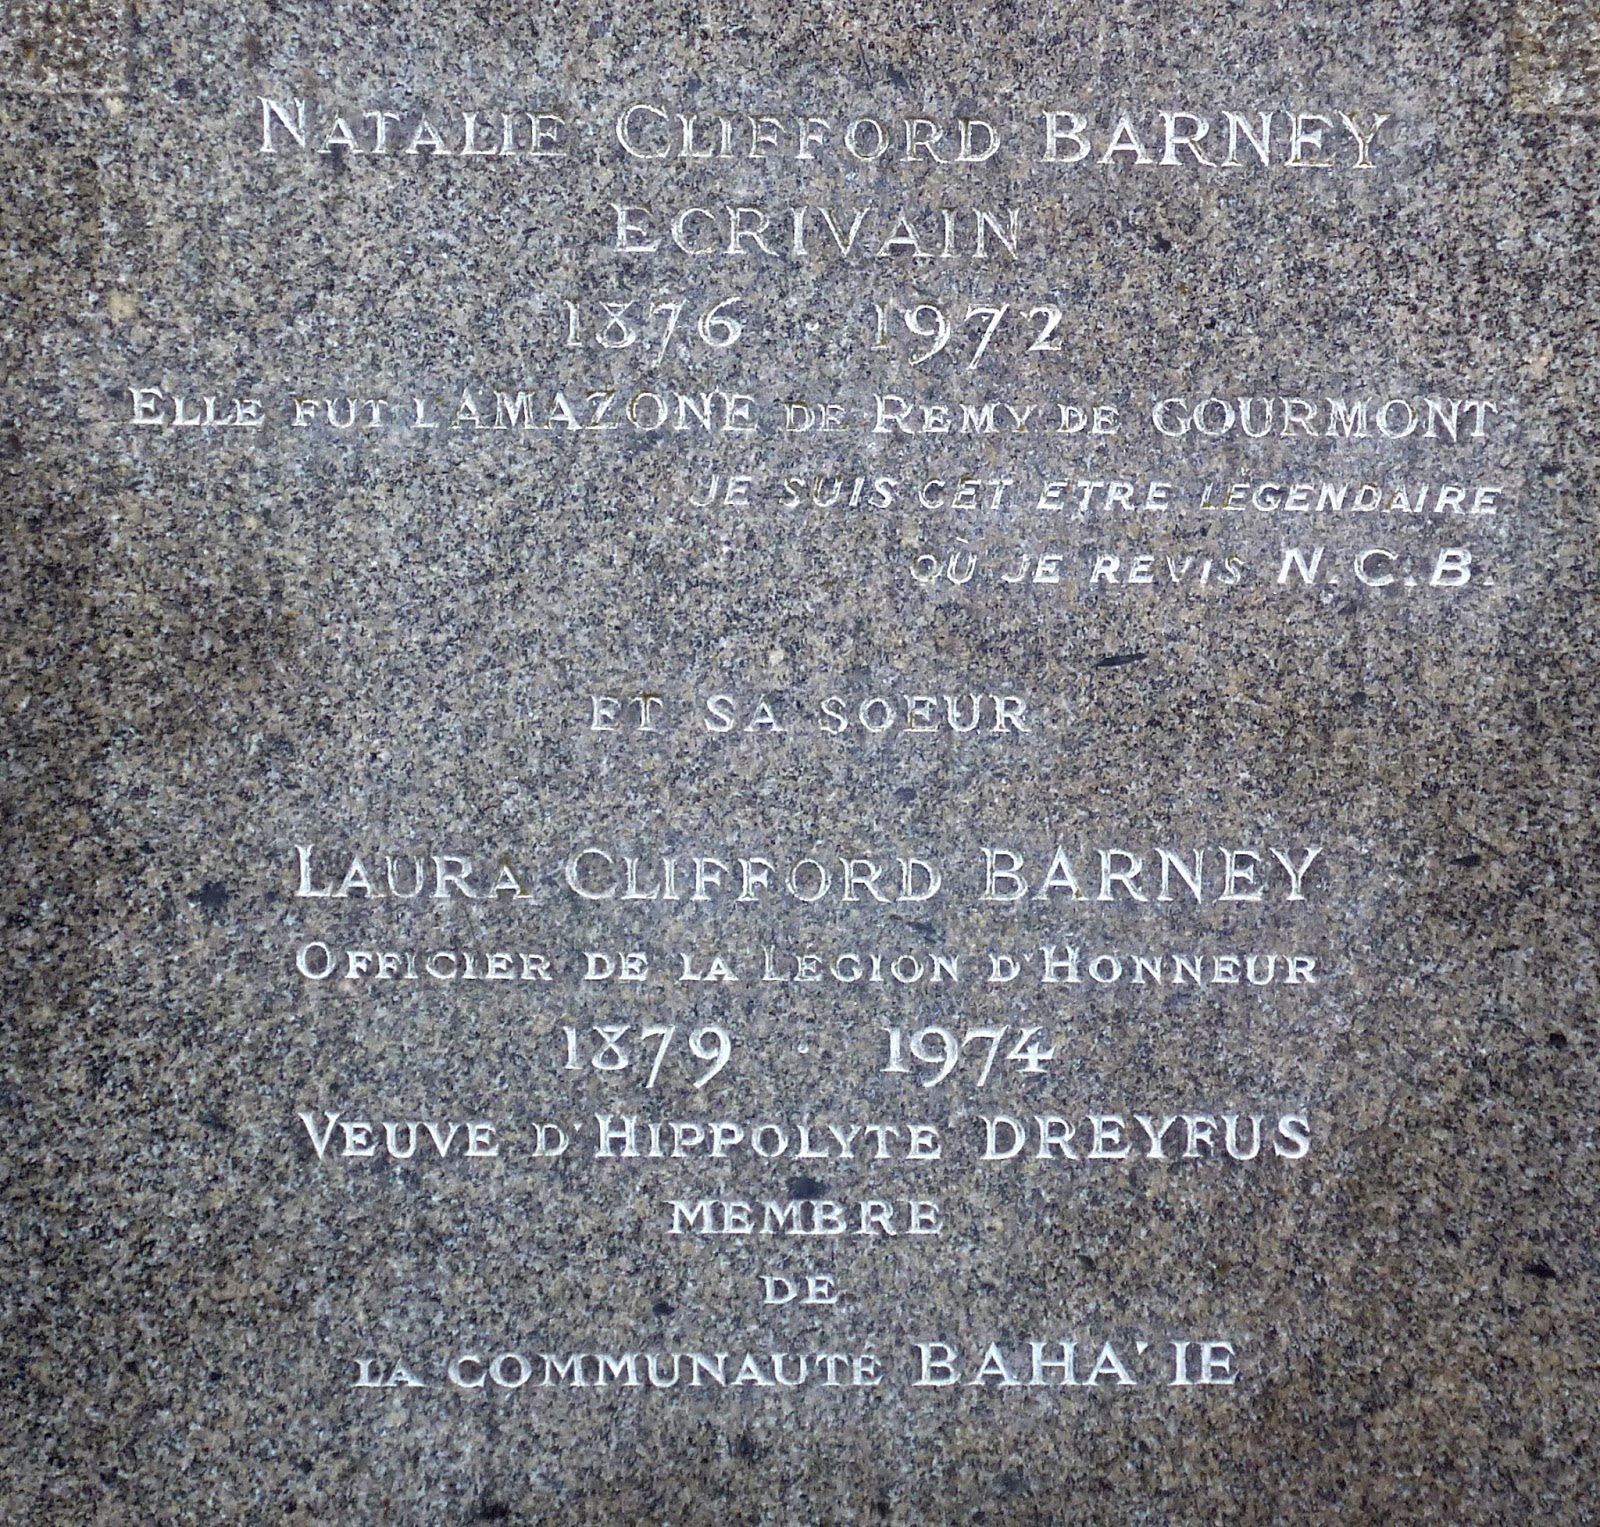 NATALIE CLIFFORD BARNEY
ECRIVAIN
1876 · 1972
ELLE FUT L'AMAZONE DE REMY DE GOURMONT
JE SUIS CET ETRE LÉGENDAIRE
OÙ JE REVIS N.C.B.
ET SA SOEUR
LAURA CLIFFORD BARNEY
OFFICIER DE LA LÉGION D'HONNEUR
1879 · 1974
VEUVE D'HIPPOLYTE DREYFUS
MEMBRE
DE
LA COMMUNAUTÉ BAHA'IE